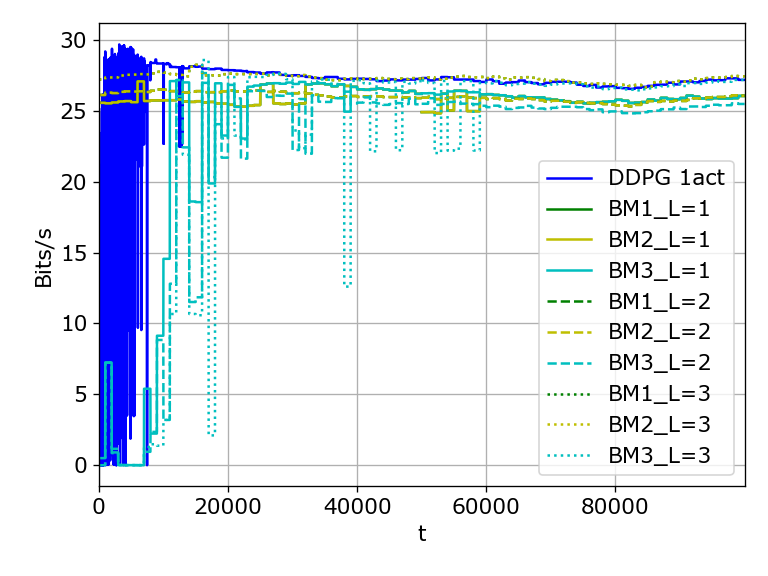 30
25
20
15
10
5
0
Bits/s
0 20000 40000 60000 80000
t
DDPG 1act
BM1_L=1
BM2_L=1
BM3_L=1
BM1_L=2
BM2_L=2
BM3_L=2
BM1_L=3
BM2_L=3
BM3_L=3